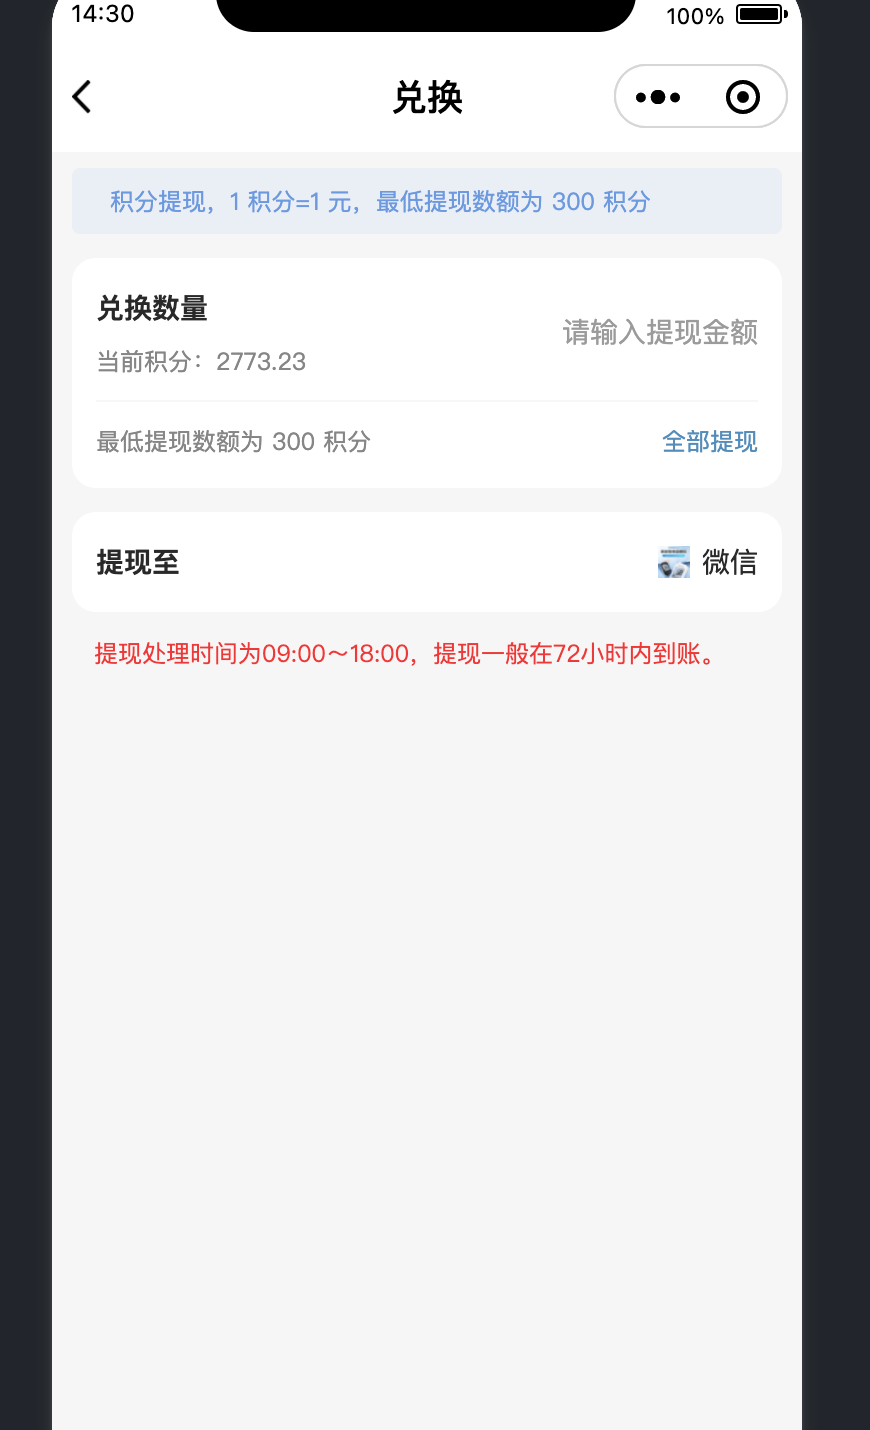 14:30
100%
兑换
积分提现，1 积分=1 元，最低提现数额为 300 积分
兑换数量
请输入提现金额
当前积分：2773.23
最低提现数额为 300 积分
全部提现
提现至
微信
提现处理时间为09:00～18:00，提现一般在72小时内到账。